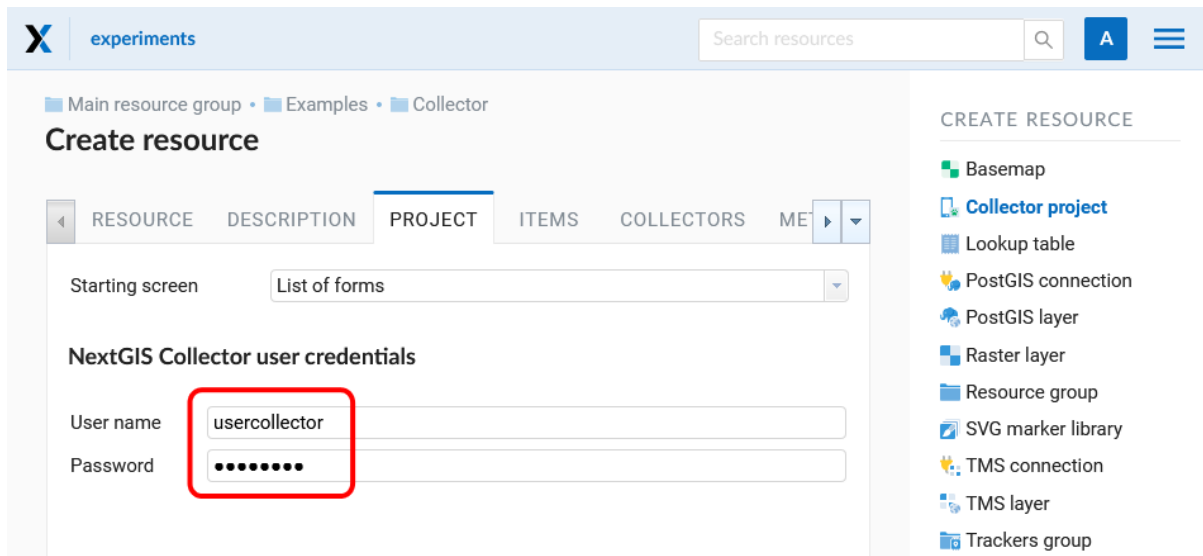 experiments
Search resources
A
Main resource group • Examples • Collector
Create resource
RESOURCE DESCRIPTION PROJECT ITEMS COLLECTORS
Starting screen List of forms
NextGIS Collector user credentials
User name usercollector
Password ••••••••
CREATE RESOURCE
Basemap
Collector project
Lookup table
PostGIS connection
PostGIS layer
Raster layer
Resource group
SVG marker library
TMS connection
TMS layer
Trackers group